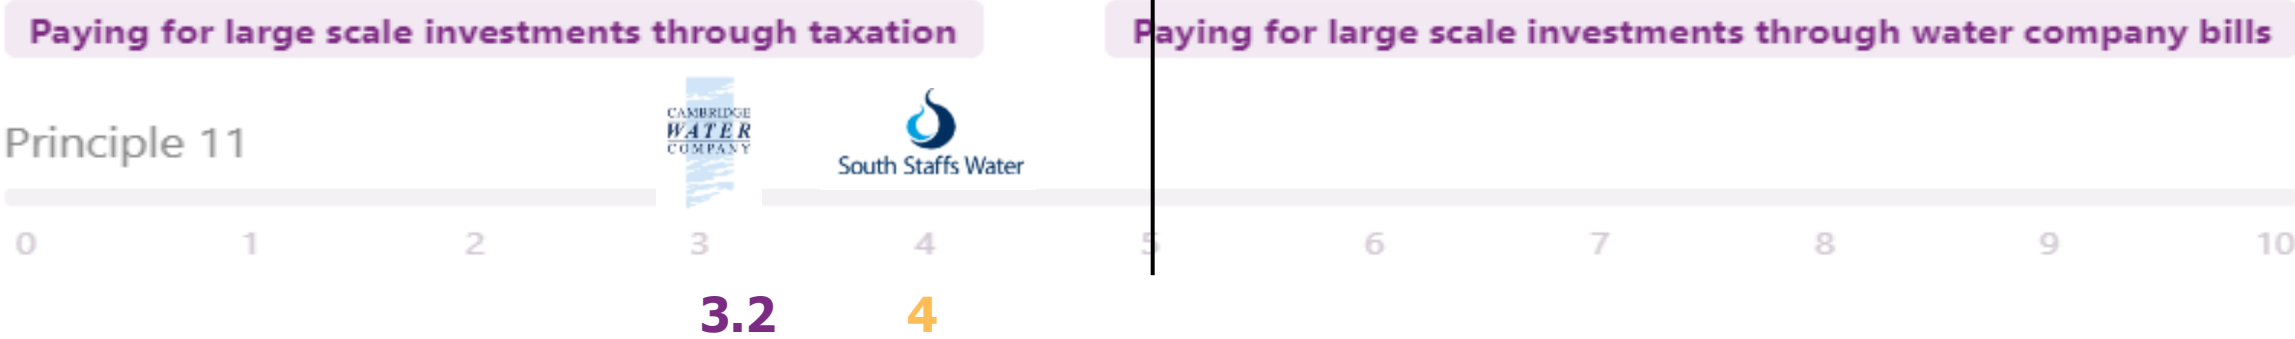 Paying for large scale investments through taxation
Paying for large scale investments through water company bills
Principle 11
CAMBRIDGE
WATER
COMPANY
South Staffs Water
0 1 2 3 4 5 6 7 8 9 10
3.2 4